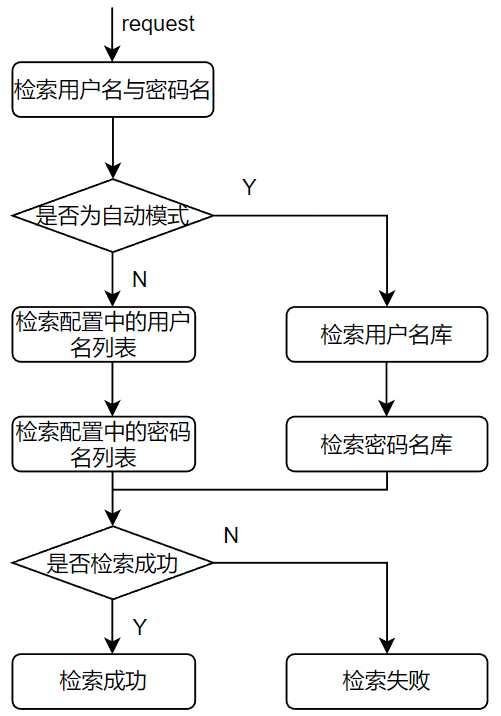 request
检索用户名与密码名
Y
是否为自动模式
N
检索配置中的用户
名列表
检索用户名库
检索配置中的密码
名列表
检索密码名库
N
是否检索成功
Y
检索成功
检索失败